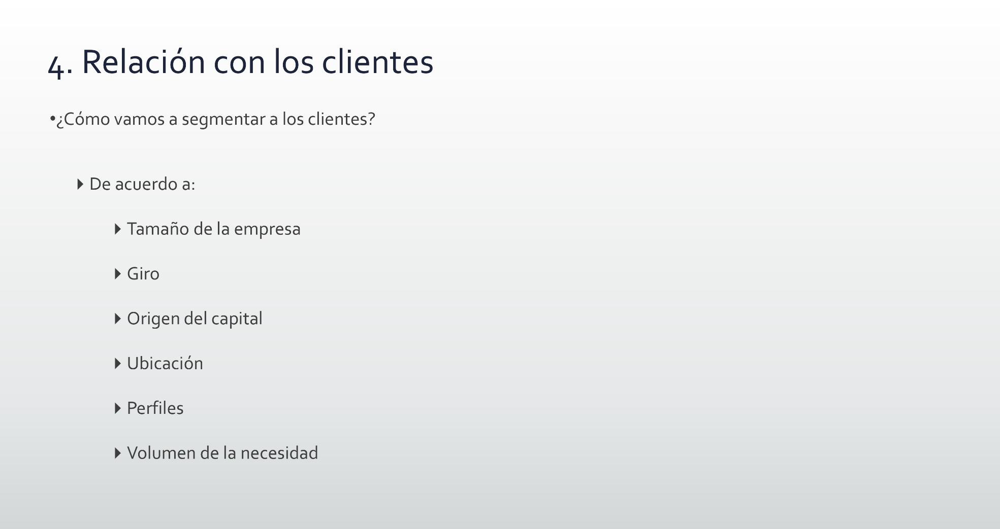 4. Relación con los clientes
•¿Cómo vamos a segmentar a los clientes?
De acuerdo a:
Tamaño de la empresa
Giro
Origen del capital
Ubicación
Perfiles
Volumen de la necesidad